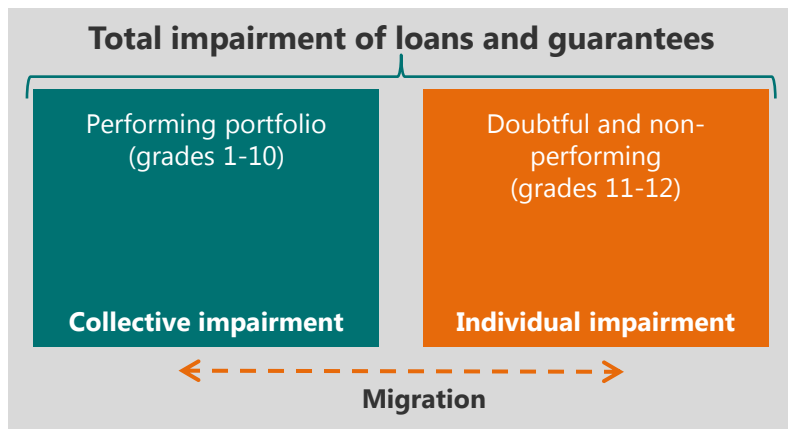 Total impairment of loans and guarantees
Performing portfolio
(grades 1-10)
Collective impairment
Doubtful and non-
performing
(grades 11-12)
Individual impairment
Migration